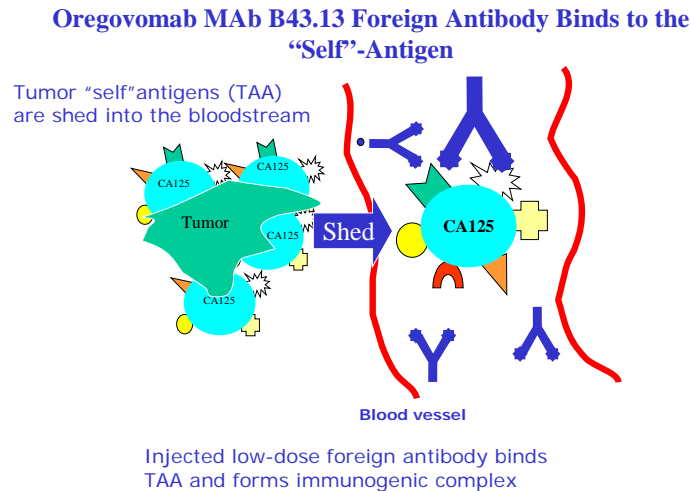 Oregovomab MAb B43.13 Foreign Antibody Binds to the
“Self”-Antigen
Tumor “self”antigens (TAA)
are shed into the bloodstream
CA125
CA125
Tumor
CA125
CA125
Shed
CA125
Blood vessel
Injected low-dose foreign antibody binds
TAA and forms immunogenic complex